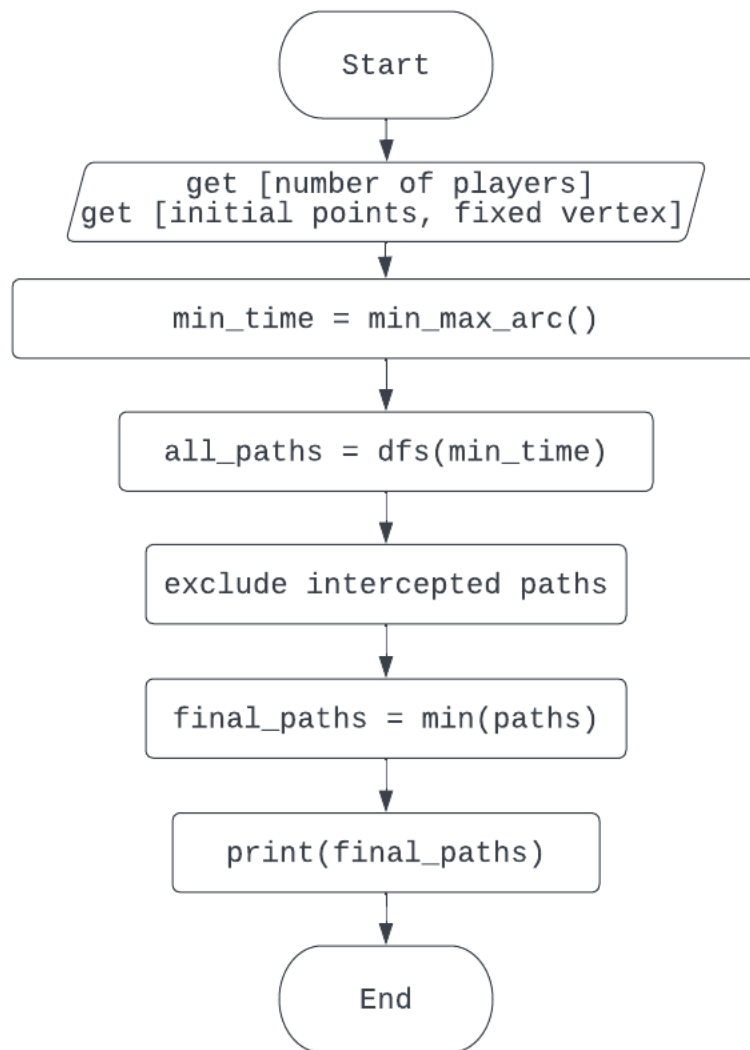 Start
get [number of players]
get [initial points, fixed vertex]
min_time = min_max_arc()
all_paths = dfs(min_time)
exclude intercepted paths
final_paths = min(paths)
print(final_paths)
End